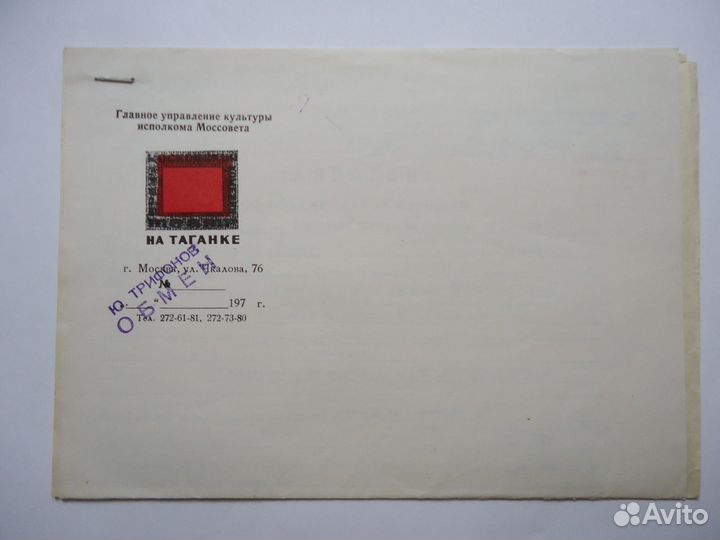 Главное управление культуры
исполкома Моссовета
НА ТАГАНКЕ
г. Москва, ул. Чкалова, 76
№
" 197 г.
Тел. 272-61-81, 272-73-80
Ю. ТРИФОНОВ
ОБМЕН
Avito